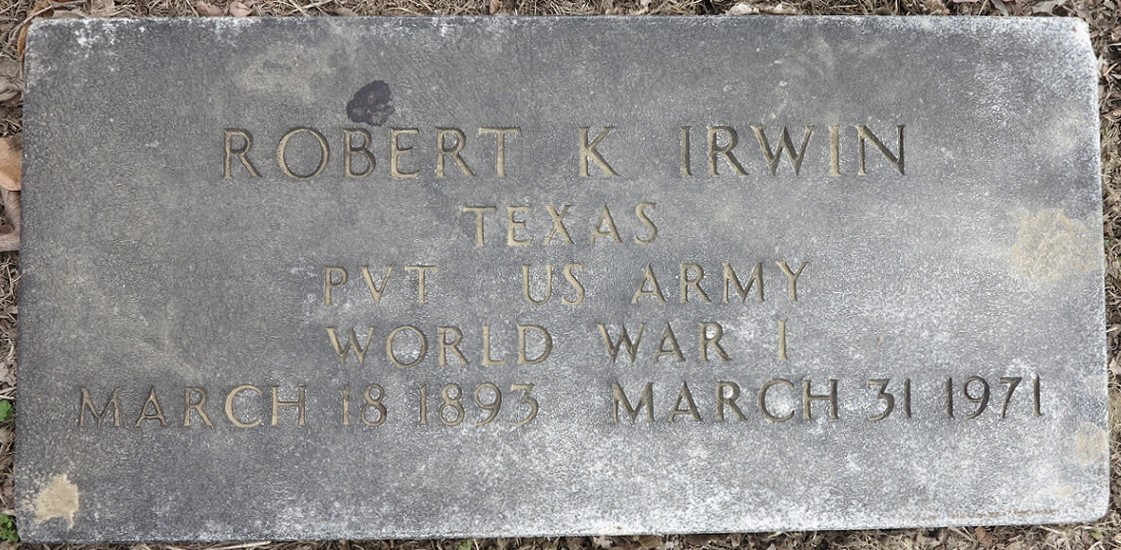 ROBERT K IRWIN
TEXAS
PVT US ARMY
WORLD WAR I
MARCH 18 1893 MARCH 31 1971